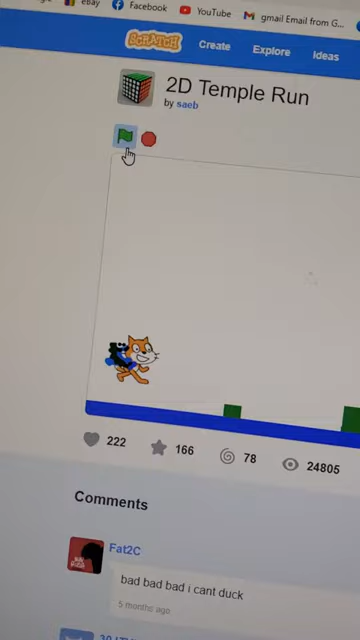 eBay
Facebook
YouTube
gmail Email from G...
SCRATCH
Create
Explore
Ideas
2D Temple Run
by saeb
222
166
78
24805
Comments
Fat2C
bad bad bad i cant duck
5 months ago